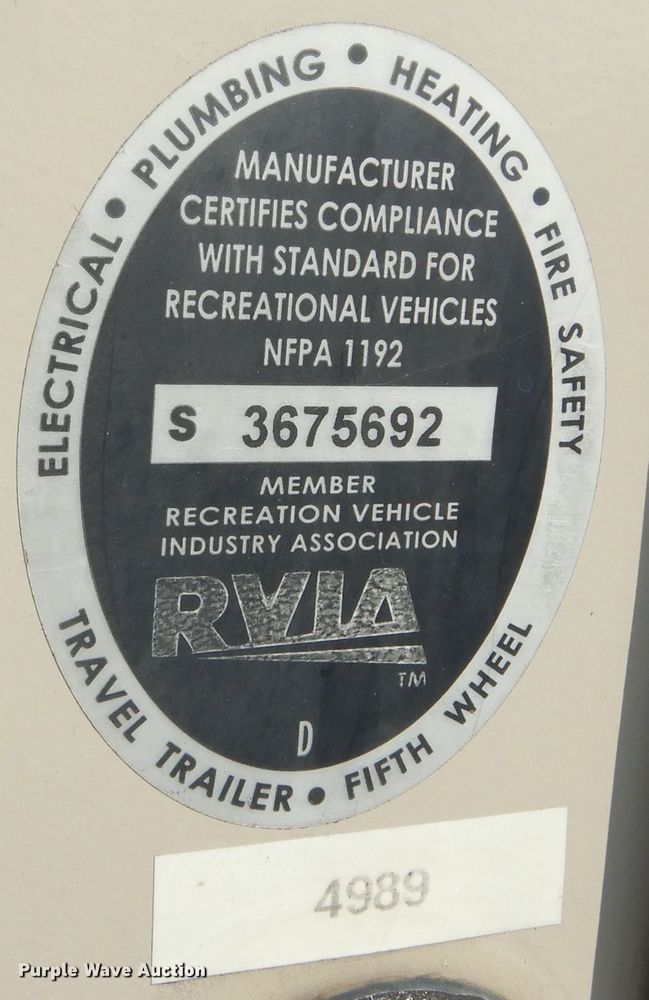 ELECTRICAL • PLUMBING • HEATING • FIRE SAFETY
MANUFACTURER
CERTIFIES COMPLIANCE
WITH STANDARD FOR
RECREATIONAL VEHICLES
NFPA 1192
S 3675692
MEMBER
RECREATION VEHICLE
INDUSTRY ASSOCIATION
RVIA
TM
D
TRAVEL TRAILER • FIFTH WHEEL
4989
Purple Wave Auction